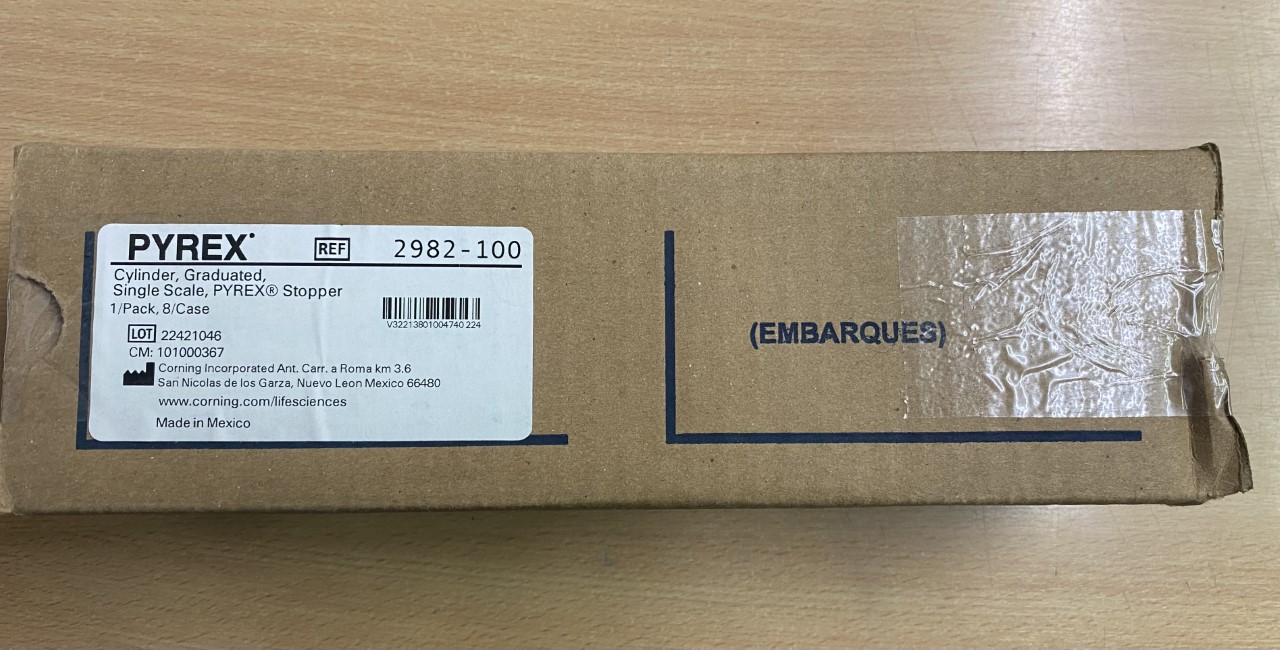 PYREX
REF 2982-100
Cylinder, Graduated,
Single Scale, PYREX® Stopper
1/Pack, 8/Case
V32213801004740 224
LOT 22421046
CM: 101000367
Corning Incorporated Ant. Carr. a Roma km 3.6
San Nicolas de los Garza, Nuevo Leon Mexico 66480
www.corning.com/lifesciences
Made in Mexico
(EMBARQUES)